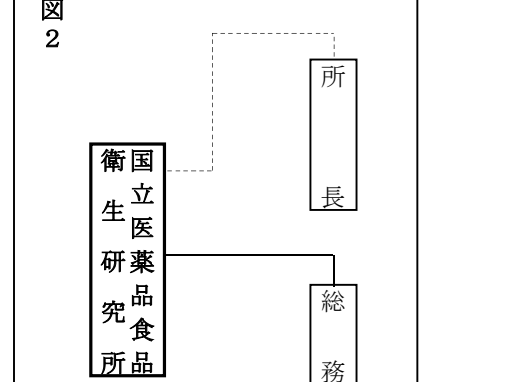 図2
所長
国立医薬品食品
衛生研究所
総務